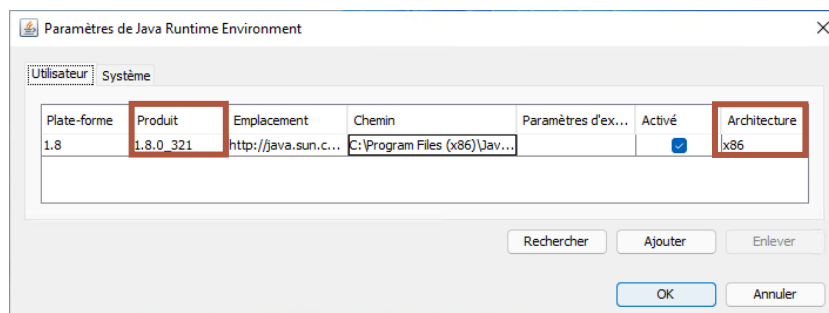 Paramètres de Java Runtime Environment
Utilisateur Système
Plate-forme Produit Emplacement Chemin Paramètres d'ex... Activé Architecture
1.8 1.8.0_321 http://java.sun.c... C:\Program Files (x86)\Jav... x86
Rechercher Ajouter Enlever
OK Annuler